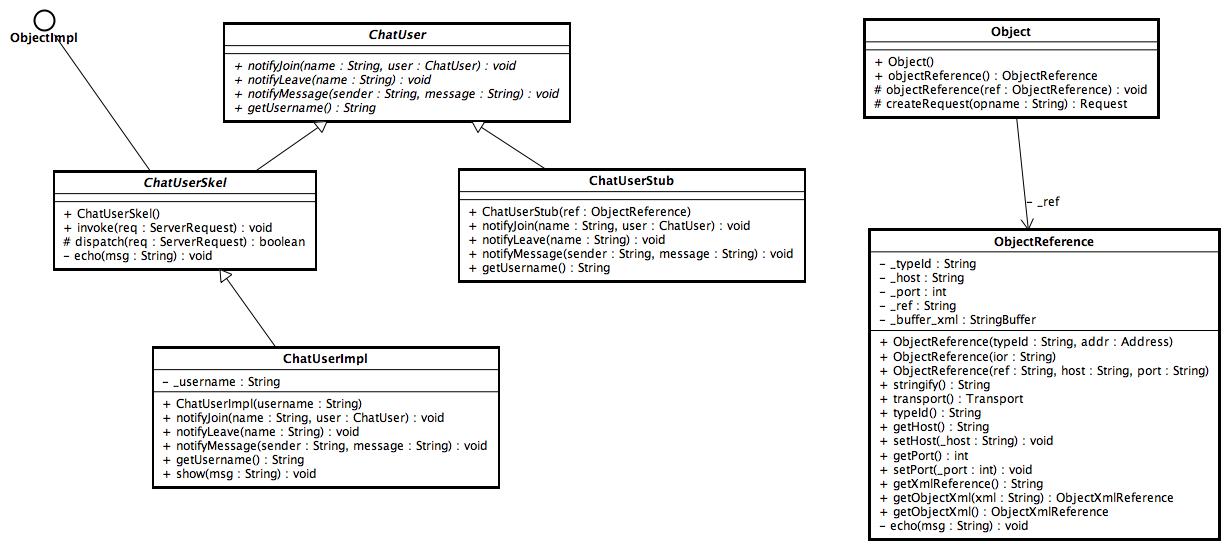 ObjectImpl
ChatUser
+ notifyJoin(name : String, user : ChatUser) : void
+ notifyLeave(name : String) : void
+ notifyMessage(sender : String, message : String) : void
+ getUsername() : String
ChatUserSkel
+ ChatUserSkel()
+ invoke(req : ServerRequest) : void
# dispatch(req : ServerRequest) : boolean
- echo(msg : String) : void
ChatUserStub
+ ChatUserStub(ref : ObjectReference)
+ notifyJoin(name : String, user : ChatUser) : void
+ notifyLeave(name : String) : void
+ notifyMessage(sender : String, message : String) : void
+ getUsername() : String
ChatUserImpl
- _username : String
+ ChatUserImpl(username : String)
+ notifyJoin(name : String, user : ChatUser) : void
+ notifyLeave(name : String) : void
+ notifyMessage(sender : String, message : String) : void
+ getUsername() : String
+ show(msg : String) : void
Object
+ Object()
+ objectReference() : ObjectReference
# objectReference(ref : ObjectReference) : void
# createRequest(opname : String) : Request
- _ref
ObjectReference
- _typeId : String
- _host : String
- _port : int
- _ref : String
- _buffer_xml : StringBuffer
+ ObjectReference(typeId : String, addr : Address)
+ ObjectReference(ior : String)
+ ObjectReference(ref : String, host : String, port : String)
+ stringify() : String
+ transport() : Transport
+ typeId() : String
+ getHost() : String
+ setHost(_host : String) : void
+ getPort() : int
+ setPort(_port : int) : void
+ getXmlReference() : String
+ getObjectXml(xml : String) : ObjectXmlReference
+ getObjectXml() : ObjectXmlReference
- echo(msg : String) : void